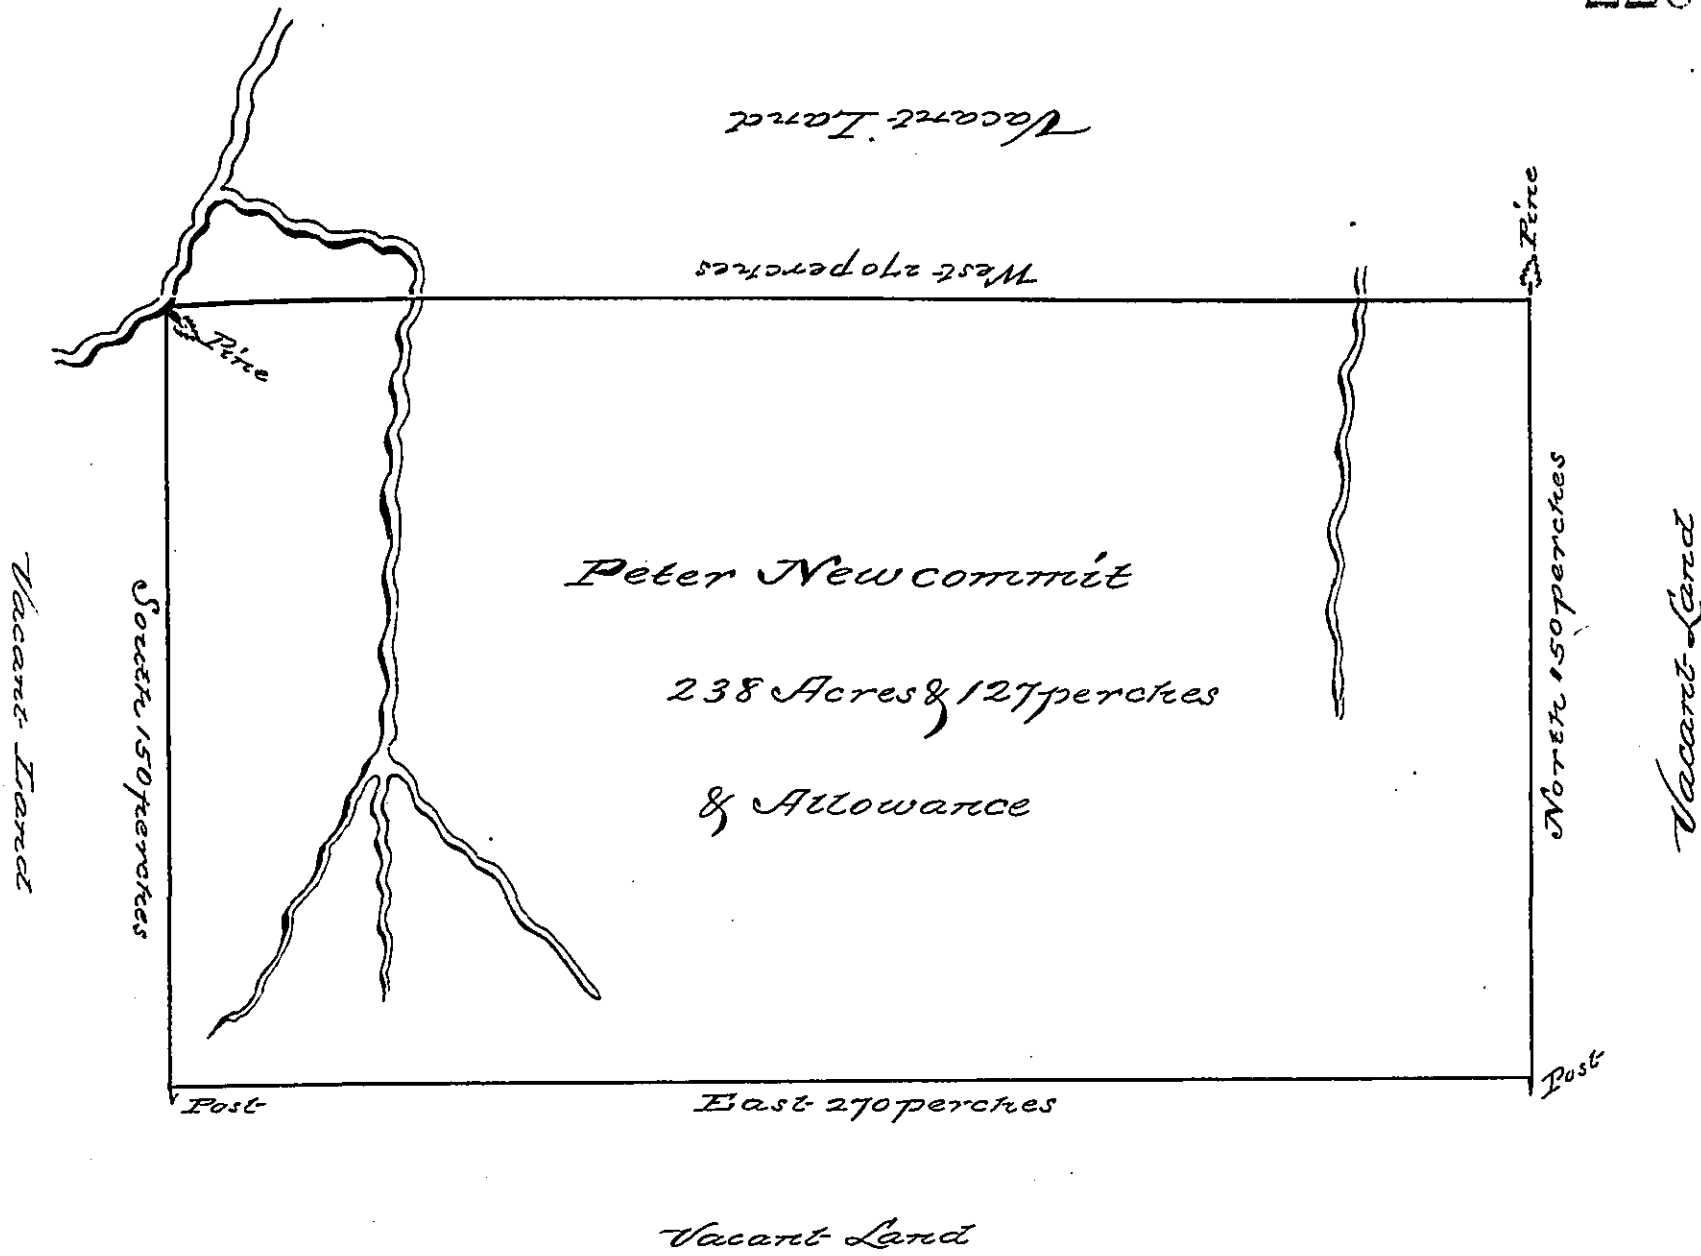 Vacant Land
Pine
West 270 perches
Pine
Peter Newcommit
238 Acres & 127 perches
& Allowance
South 150 perches
Vacant Land
North 150 perches
Vacant Land
Post
East 270 perches
Post
Vacant Land